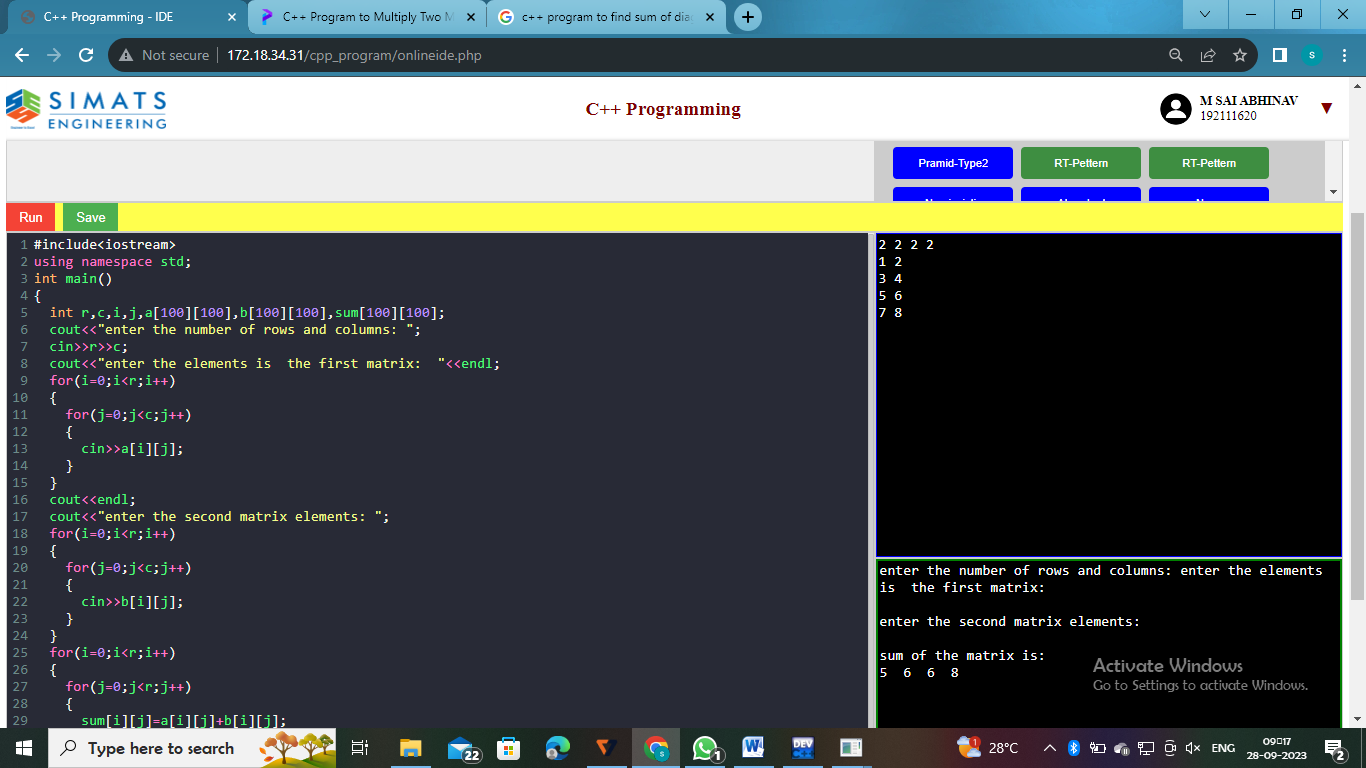 C++ Programming - IDE
C++ Program to Multiply Two M
c++ program to find sum of dia
Not secure
172.18.34.31/cpp_program/onlineide.php
S
SIMATS
ENGINEERING
C++ Programming
M SAI ABHINAV
192111620
Pramid-Type2
RT-Pettern
RT-Pettern
Run
Save
1 #include<iostream>
2 using namespace std;
3 int main()
4 {
5 int r,c,i,j,a[100][100],b[100][100],sum[100][100];
6 cout<<"enter the number of rows and columns: ";
7 cin>>r>>c;
8 cout<<"enter the elements is  the first matrix:  "<<endl;
9 for(i=0;i<r;i++)
10 {
11 for(j=0;j<c;j++)
12 {
13 cin>>a[i][j];
14 }
15 }
16 cout<<endl;
17 cout<<"enter the second matrix elements: ";
18 for(i=0;i<r;i++)
19 {
20 for(j=0;j<c;j++)
21 {
22 cin>>b[i][j];
23 }
24 }
25 for(i=0;i<r;i++)
26 {
27 for(j=0;j<r;j++)
28 {
29 sum[i][j]=a[i][j]+b[i][j];
2 2 2 2
1 2
3 4
5 6
7 8
enter the number of rows and columns: enter the elements
is  the first matrix:
enter the second matrix elements:
sum of the matrix is:
5  6  6  8
Activate Windows
Go to Settings to activate Windows.
Type here to search
22
1
W
DEV
1
28°C
ENG
09:17
28-09-2023
2